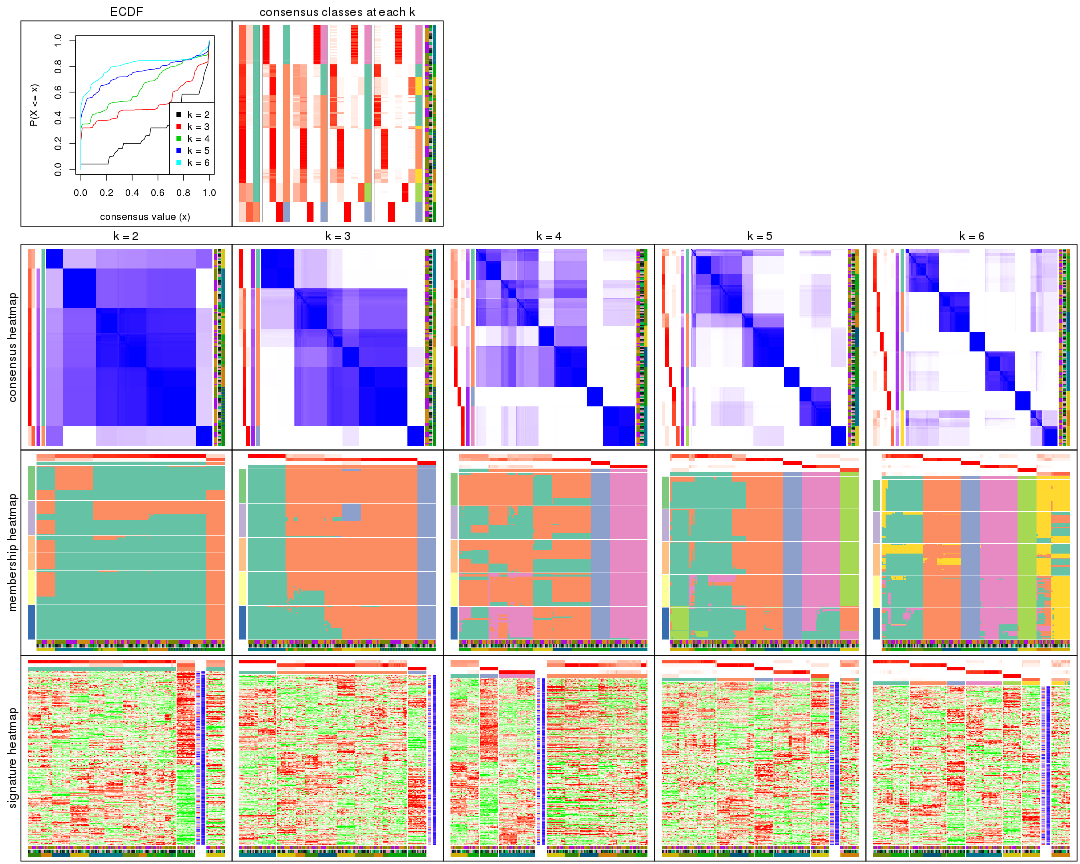 ECDF
consensus classes at each k
P(X <= x)
0.0 0.2 0.4 0.6 0.8 1.0
k = 2
k = 3
k = 4
k = 5
k = 6
0.0 0.2 0.4 0.6 0.8 1.0
consensus value (x)
k = 2
k = 3
k = 4
k = 5
k = 6
consensus heatmap
membership heatmap
signature heatmap